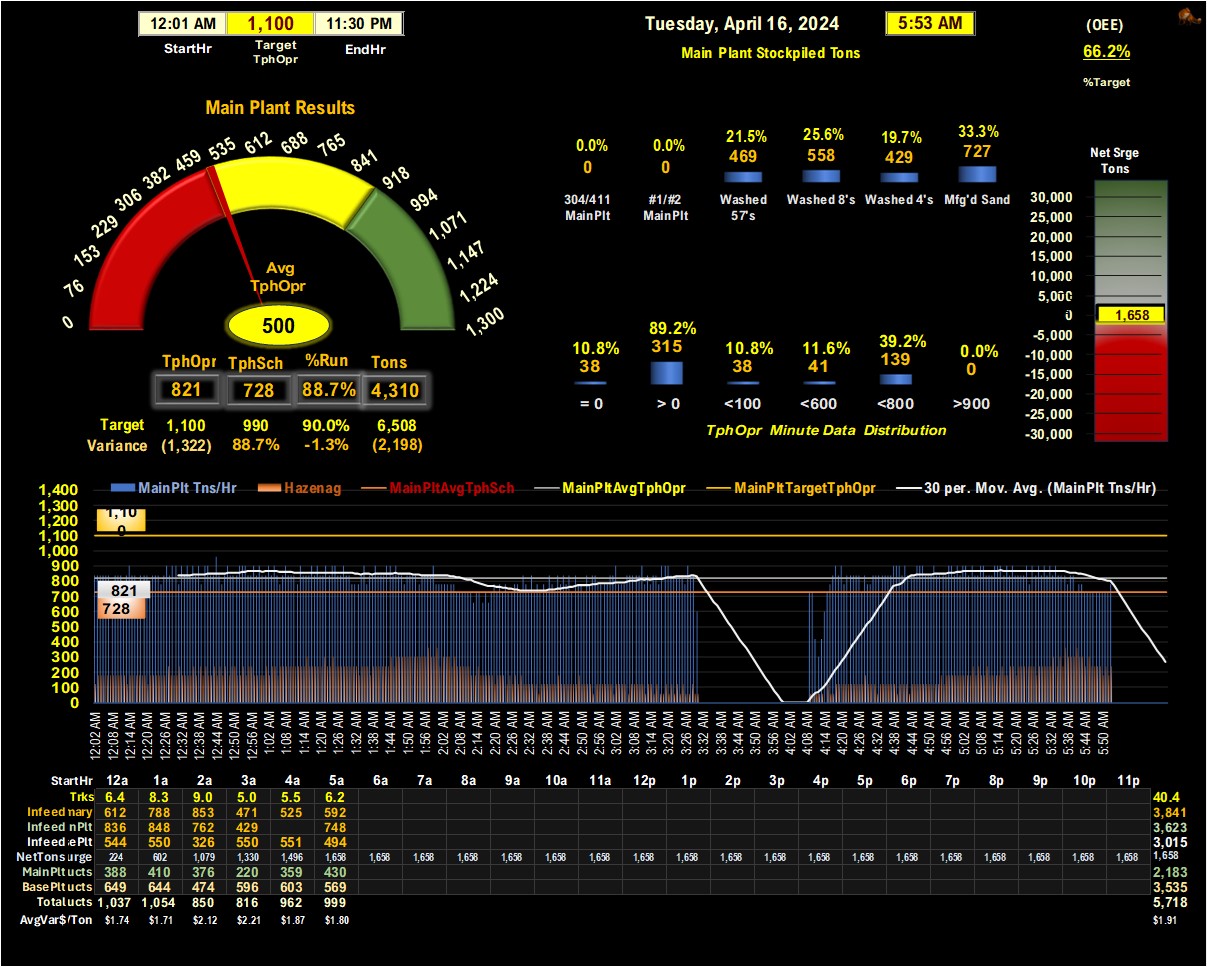 12:01 AM 1,100 11:30 PM
StartHr Target TphOpr EndHr
Tuesday, April 16, 2024 5:53 AM
Main Plant Stockpiled Tons
(OEE)
66.2%
%Target
Main Plant Results
0 76 153 229 306 382 459 535 612 688 765 841 918 994 1,071 1,147 1,224 1,300
Avg
TphOpr
500
TphOpr TphSch %Run Tons
821 728 88.7% 4,310
Target 1,100 990 90.0% 6,508
Variance (1,322) 88.7% -1.3% (2,198)
0.0% 0.0% 21.5% 25.6% 19.7% 33.3%
0 0 469 558 429 727
304/411 #1/#2 Washed Washed 8's Washed 4's Mfg'd Sand
MainPlt MainPlt 57's
10.8% 89.2% 10.8% 11.6% 39.2% 0.0%
38 315 38 41 139 0
= 0 > 0 <100 <600 <800 >900
TphOpr Minute Data Distribution
Net Srge
Tons
30,000
25,000
20,000
15,000
10,000
5,000
0
1,658
-5,000
-10,000
-15,000
-20,000
-25,000
-30,000
MainPlt Tns/Hr Hazenag MainPltAvgTphSch MainPltAvgTphOpr MainPltTargetTphOpr 30 per. Mov. Avg. (MainPlt Tns/Hr)
1,400
1,300
1,200
1,100
1,000
900
800
700
600
500
400
300
200
100
0
821
728
12:02 AM 12:08 AM 12:14 AM 12:20 AM 12:26 AM 12:32 AM 12:38 AM 12:44 AM 12:50 AM 12:56 AM 1:02 AM 1:08 AM 1:14 AM 1:20 AM 1:26 AM 1:32 AM 1:38 AM 1:44 AM 1:50 AM 1:56 AM 2:02 AM 2:08 AM 2:14 AM 2:20 AM 2:26 AM 2:32 AM 2:38 AM 2:44 AM 2:50 AM 2:56 AM 3:02 AM 3:08 AM 3:14 AM 3:20 AM 3:26 AM 3:32 AM 3:38 AM 3:44 AM 3:50 AM 3:56 AM 4:02 AM 4:08 AM 4:14 AM 4:20 AM 4:26 AM 4:32 AM 4:38 AM 4:44 AM 4:50 AM 4:56 AM 5:02 AM 5:08 AM 5:14 AM 5:20 AM 5:26 AM 5:32 AM 5:38 AM 5:44 AM 5:50 AM
StartHr 12a 1a 2a 3a 4a 5a 6a 7a 8a 9a 10a 11a 12p 1p 2p 3p 4p 5p 6p 7p 8p 9p 10p 11p
Trks 6.4 8.3 9.0 5.0 5.5 6.2 40.4
Infeed mary 612 788 853 471 525 592 3,841
Infeed nPlt 836 848 762 429 748 3,623
Infeed ePlt 544 550 326 550 551 494 3,015
NetTons urge 224 602 1,079 1,330 1,496 1,658 1,658 1,658 1,658 1,658 1,658 1,658 1,658 1,658 1,658 1,658 1,658 1,658 1,658 1,658 1,658 1,658 1,658 1,658 1,658
MainPlt ucts 388 410 376 220 359 430 2,183
BasePlt ucts 649 644 474 596 603 569 3,535
Total ucts 1,037 1,054 850 816 962 999 5,718
AvgVar$/Ton $1.74 $1.71 $2.12 $2.21 $1.87 $1.80 $1.91